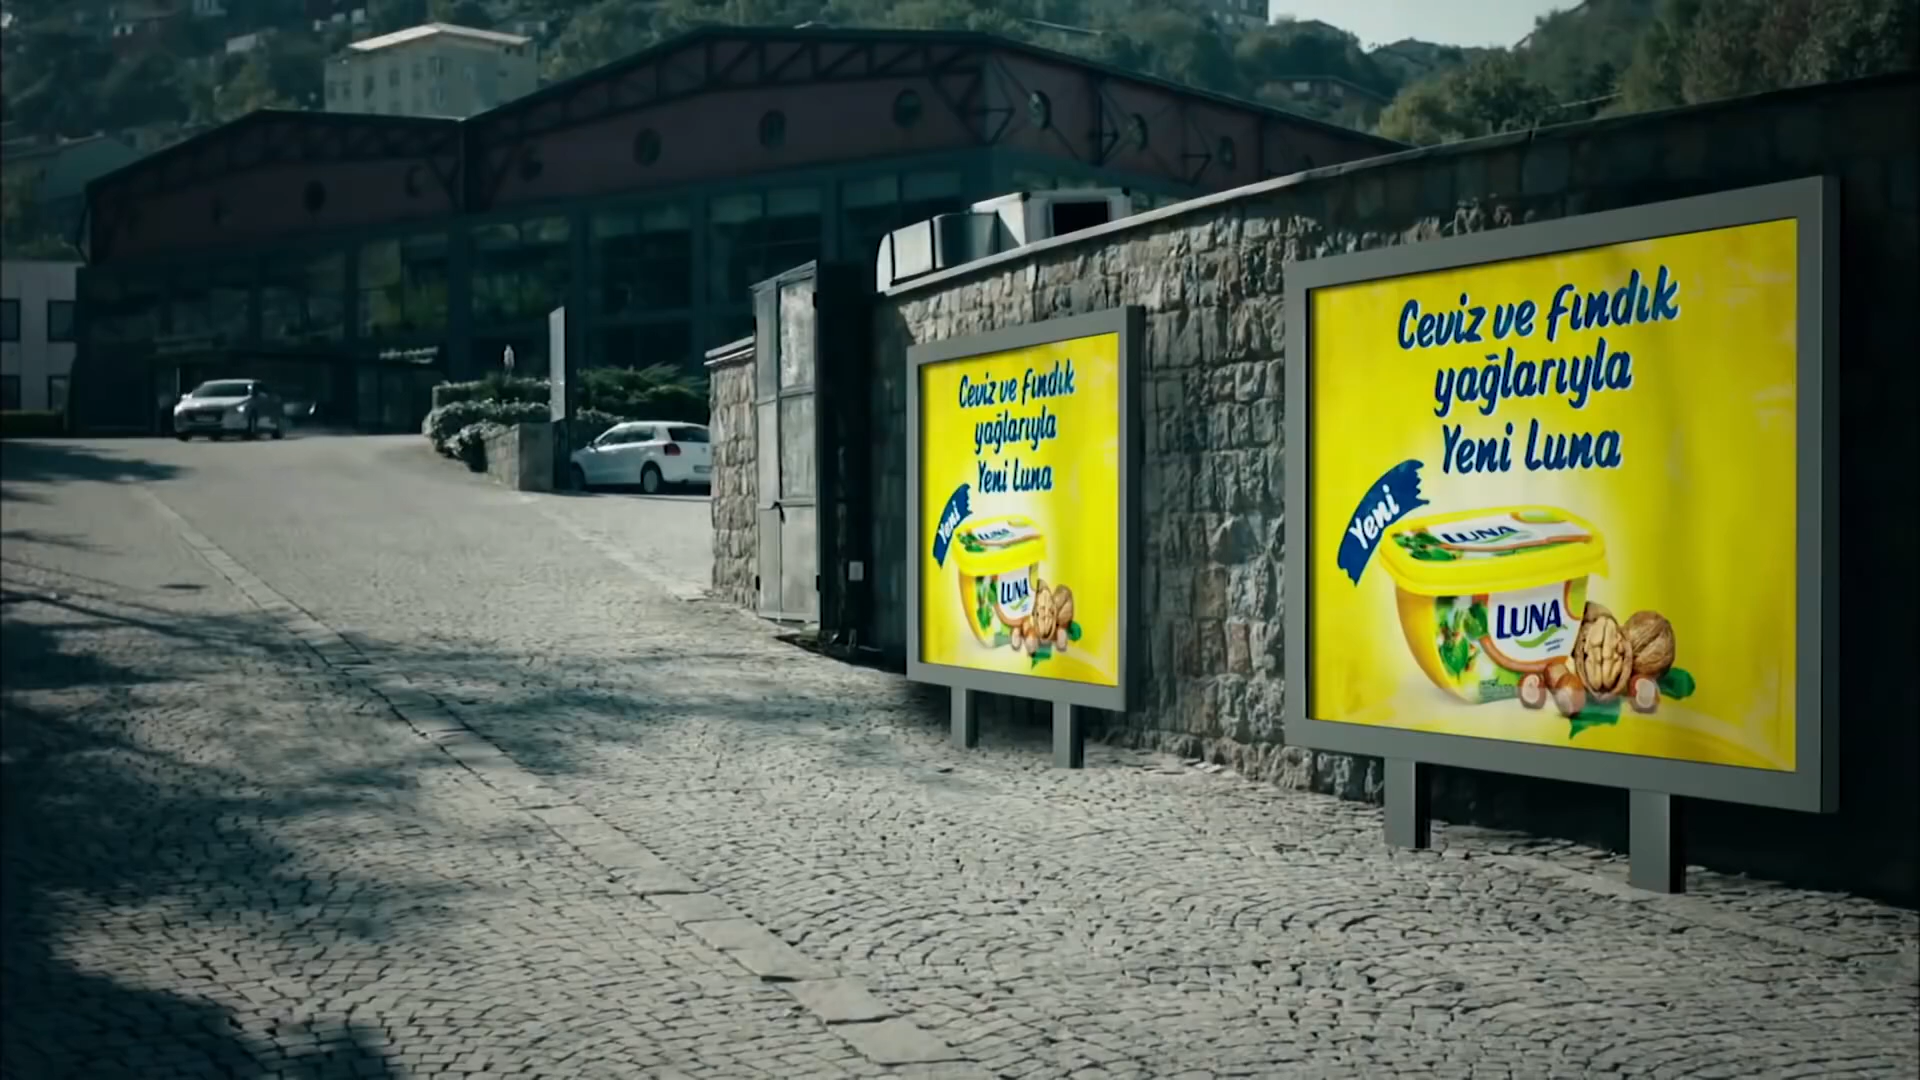 Ceviz ve fındık
yağlarıyla
Yeni Luna
Yeni
LUNA
LUNA
Ceviz ve fındık
yağlarıyla
Yeni Luna
Yeni
LUNA
LUNA